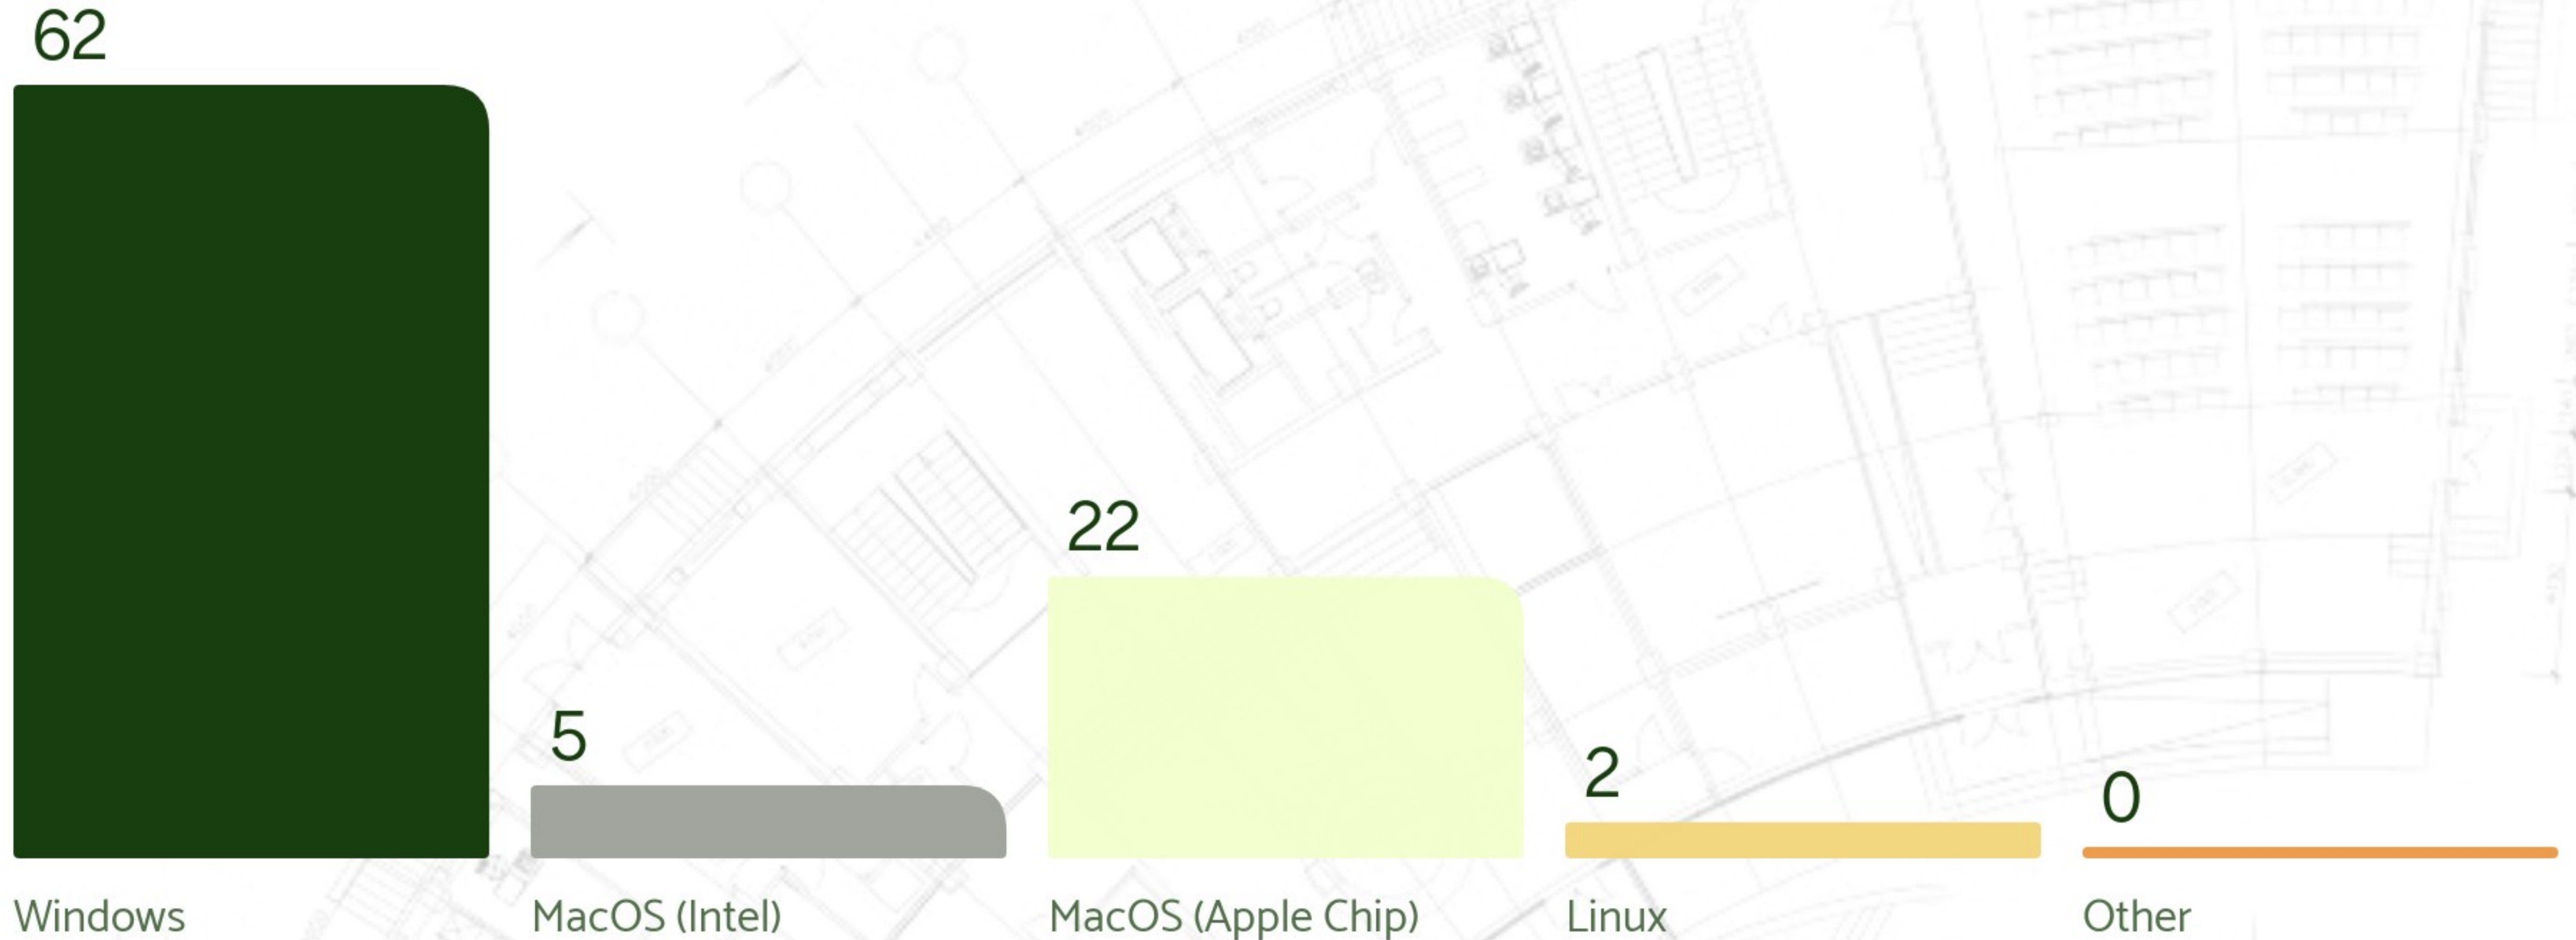 62
5
22
2
0
Windows
MacOS (Intel)
MacOS (Apple Chip)
Linux
Other